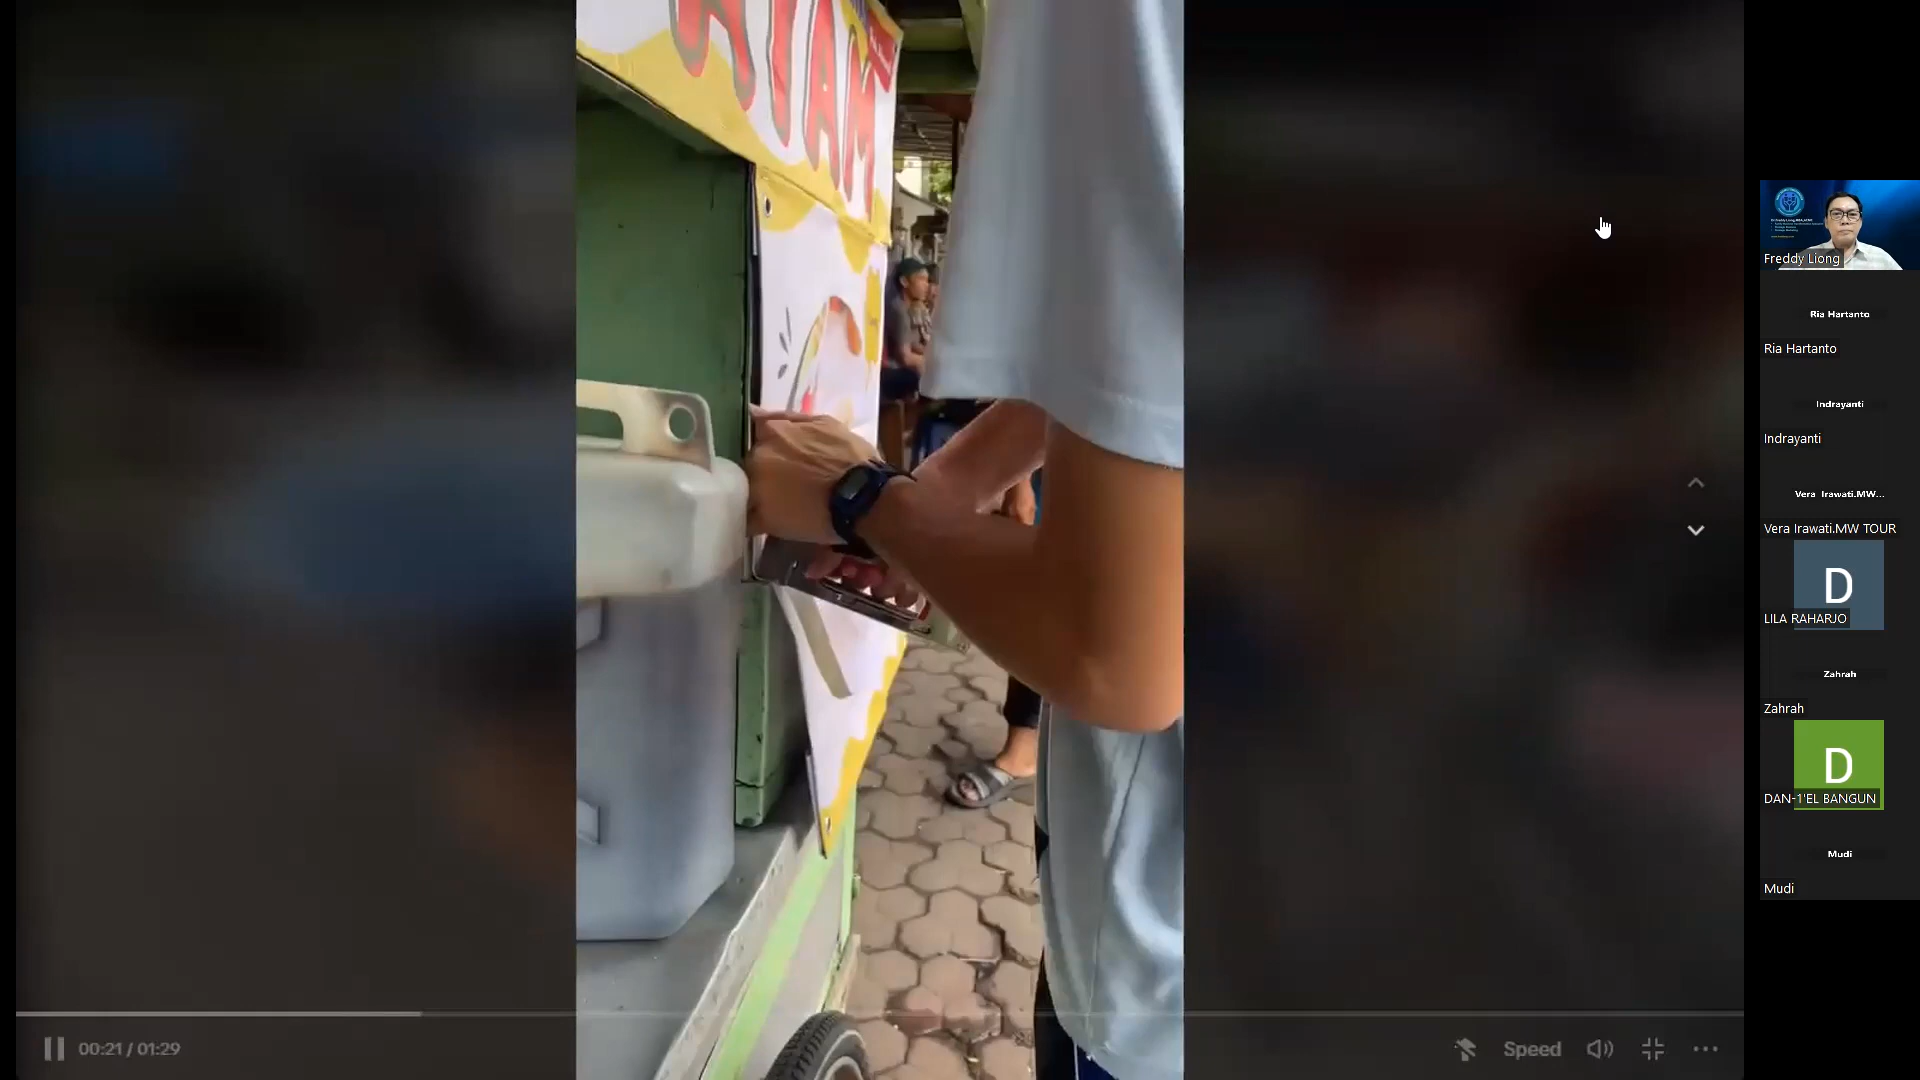 AYAM
Freddy Liong
Ria Hartanto
Ria Hartanto
Indrayanti
Indrayanti
Vera Irawati.MW...
Vera Irawati.MW TOUR
D
LILA RAHARJO
Zahrah
Zahrah
D
DAN-1'EL BANGUN
Mudi
Mudi
00:21 / 01:29
Speed